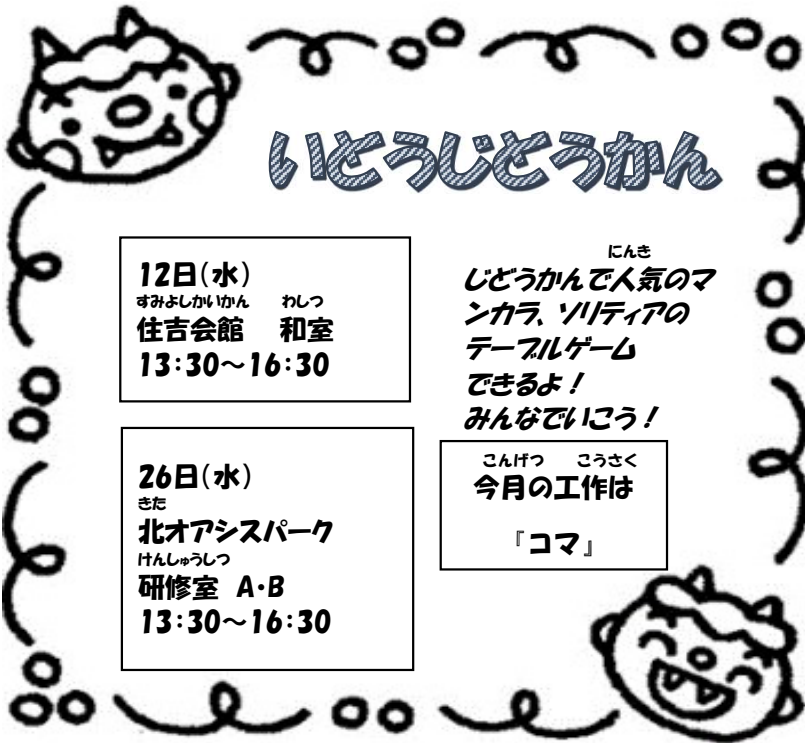 いどうじどうかん
12日(水)
すみよしかいかん わしつ
住吉会館 和室
13:30～16:30
にんき
じどうかんで人気のマ
ンカラ、ソリティアの
テーブルゲーム
できるよ！
みんなでいこう！
26日(水)
きた
北オアシスパーク
けんしゅうしつ
研修室 A・B
13:30～16:30
こんげつ こうさく
今月の工作は
『コマ』